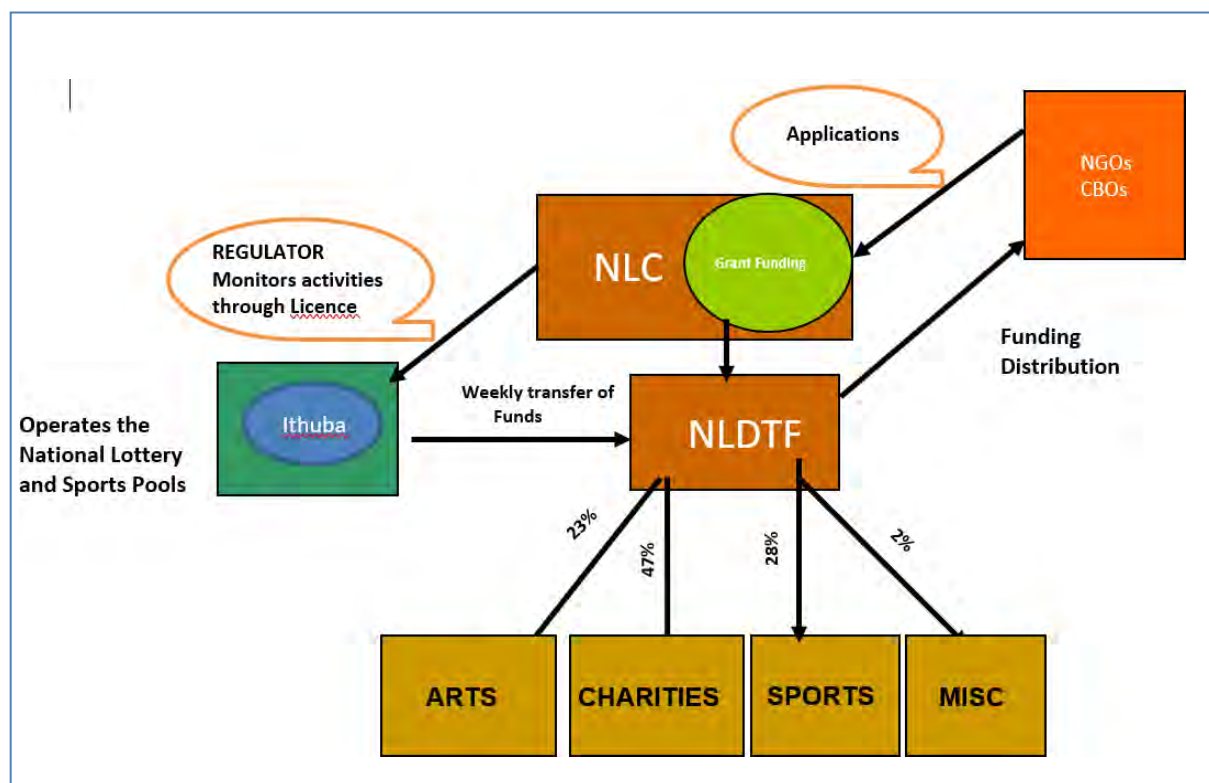 Applications
NGOs
CBOs
REGULATOR
Monitors activities
through Licence
NLC
Grant Funding
Funding
Distribution
Weekly transfer of
Funds
Ithuba
NLDTF
Operates the
National Lottery
and Sports Pools
23%
47%
28%
2%
ARTS
CHARITIES
SPORTS
MISC